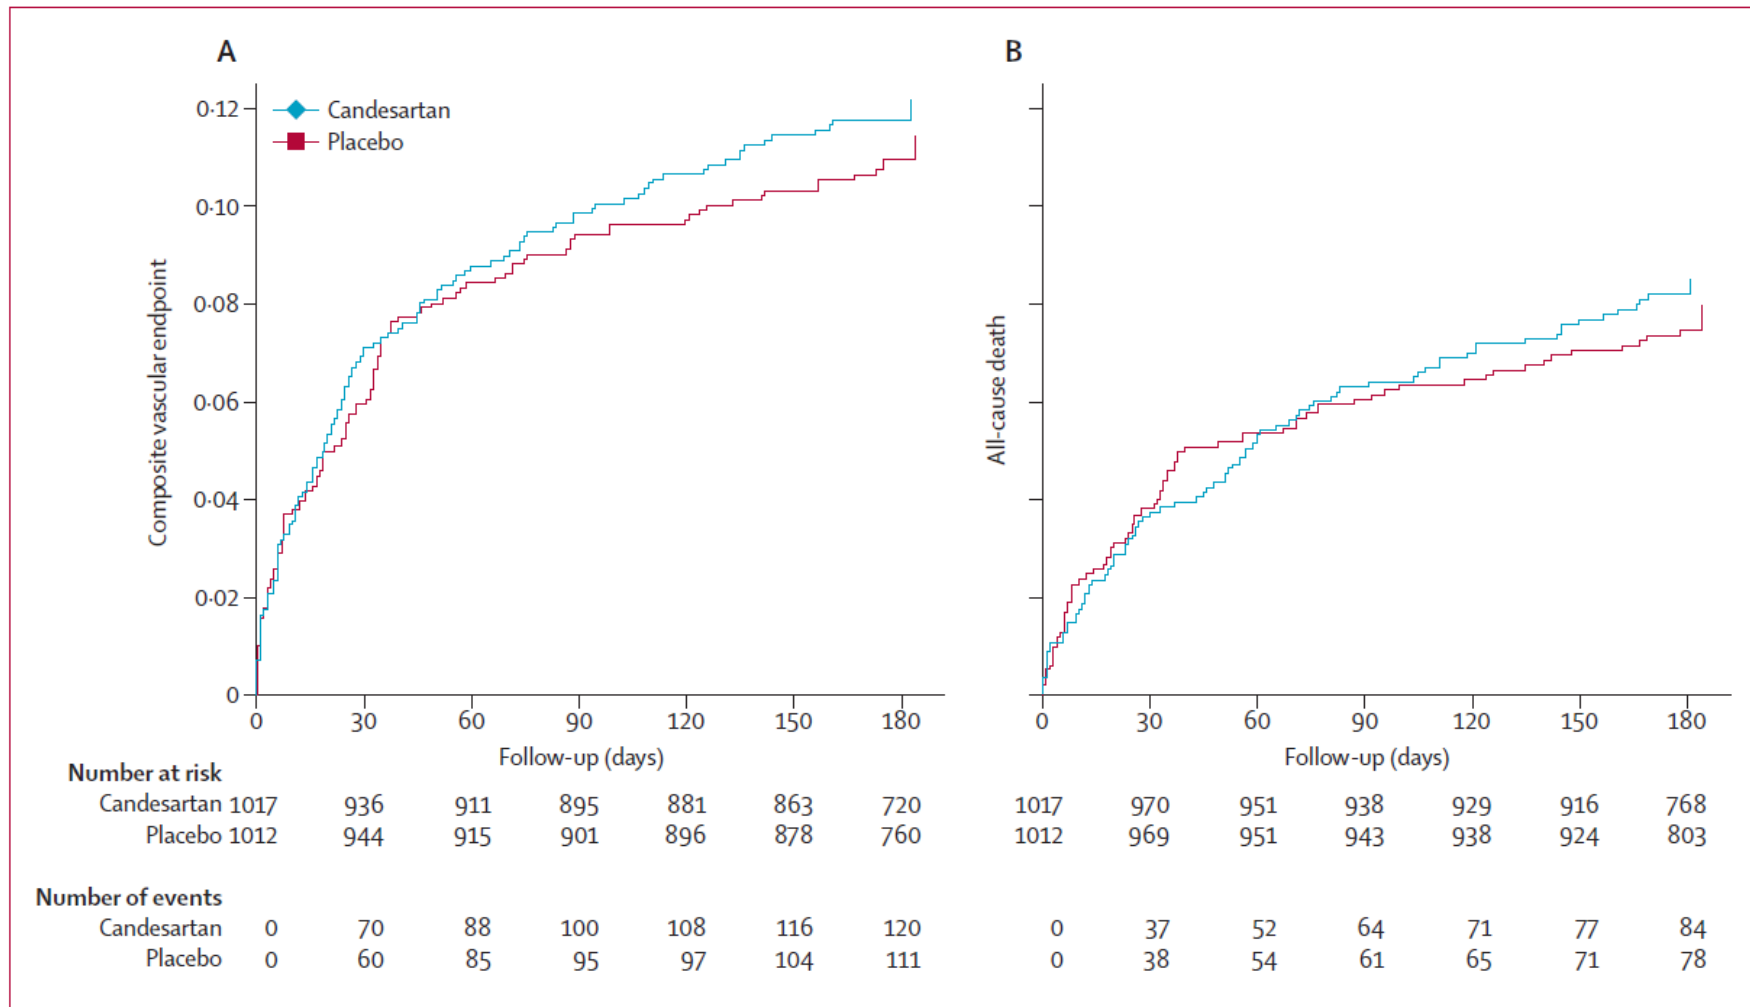 A
B
0·12
Candesartan
Placebo
0·10
0·08
0·06
0·04
0·02
0
Composite vascular endpoint
All-cause death
0 30 60 90 120 150 180
0 30 60 90 120 150 180
Follow-up (days)
Follow-up (days)
Number at risk
Candesartan 1017 936 911 895 881 863 720 1017 970 951 938 929 916 768
Placebo 1012 944 915 901 896 878 760 1012 969 951 943 938 924 803
Number of events
Candesartan 0 70 88 100 108 116 120 0 37 52 64 71 77 84
Placebo 0 60 85 95 97 104 111 0 38 54 61 65 71 78